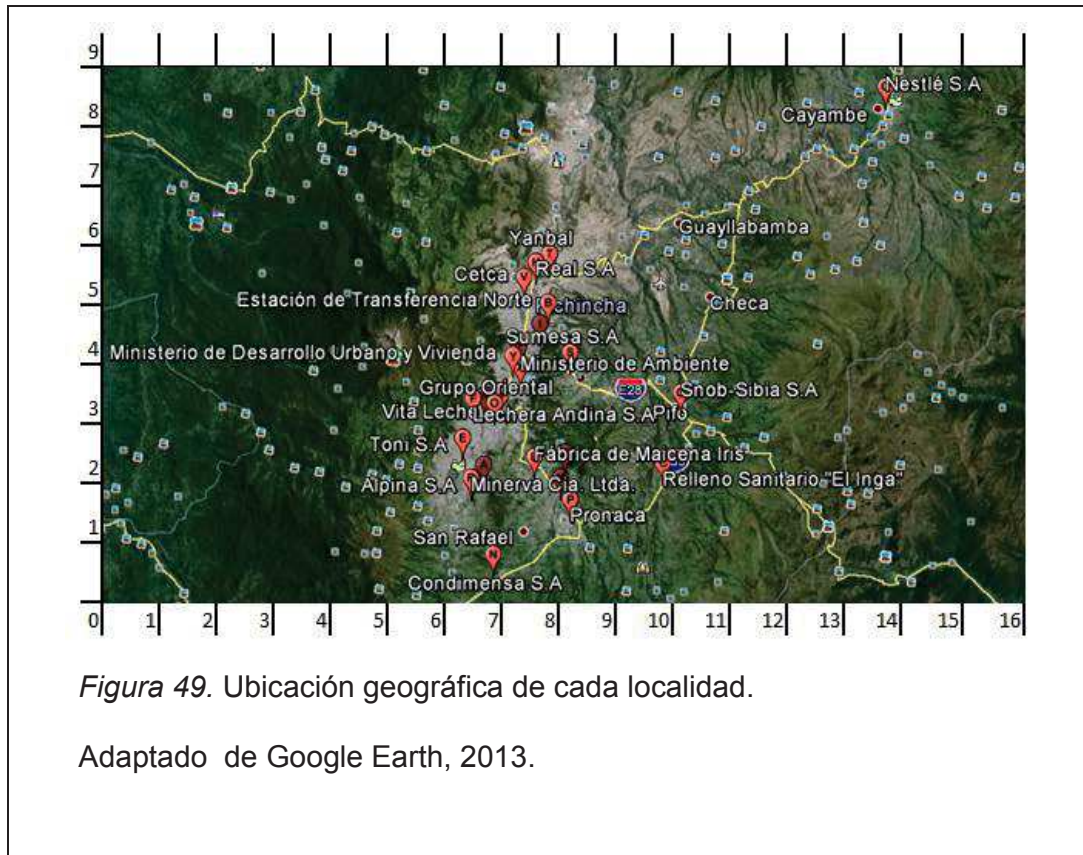 9
8
7
6
5
4
3
2
1
0 1 2 3 4 5 6 7 8 9 10 11 12 13 14 15 16
Nestlé S.A
Cayambe
Guayllabamba
Yanbal
Real S.A
Cetca
Checa
Estación de Transferencia Norte
Sumesa S.A
Ministerio de Desarrollo Urbano y Vivienda
Ministerio de Ambiente
E-28
Grupo Oriental
Snob-Sibia S.A
Lechera Andina S.A
Pifo
Toni S.A
Fábrica de Maicena Iris
Alpina S.A
Minerva Cia. Ltda.
Relleno Sanitario "El Inga"
Pronaca
San Rafael
Condimensa S.A
Figura 49. Ubicación geográfica de cada localidad.
Adaptado de Google Earth, 2013.